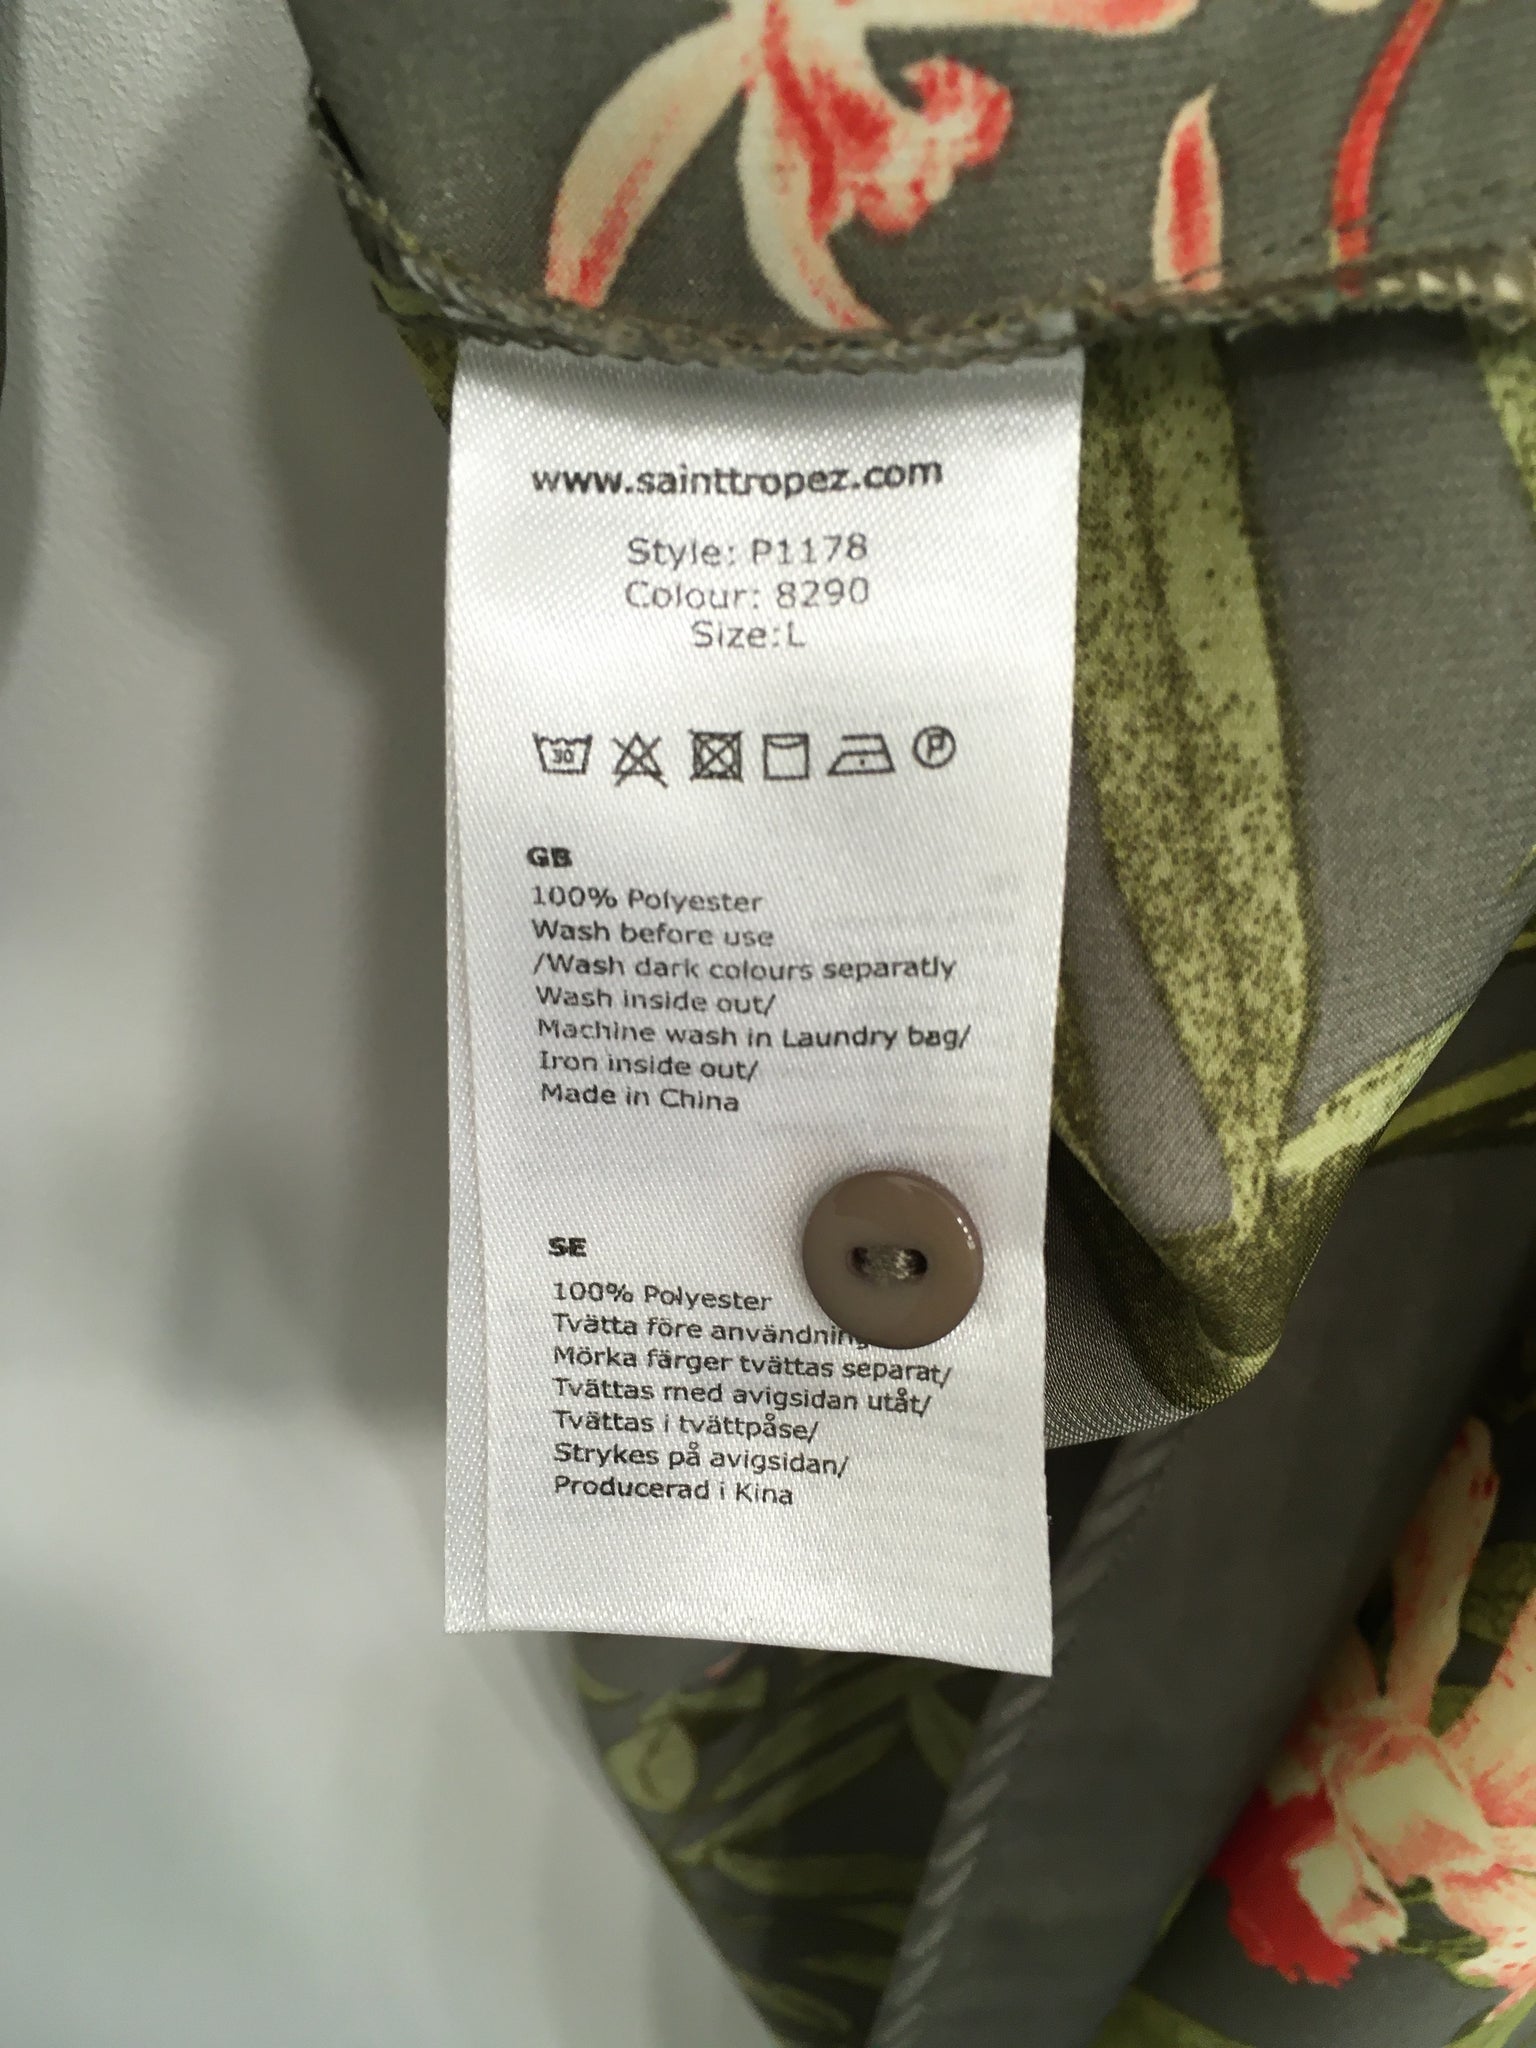 www.sainttropez.com
Style: P1178
Colour: 8290
Size:L
30 P
GB
100% Polyester
Wash before use
/Wash dark colours separatly
Wash inside out/
Machine wash in Laundry bag/
Iron inside out/
Made in China
SE
100% Polyester
Tvätta före
Mörka färger tvättas separat/
Tvättas med avigsidan utåt/
Tvättas i tvättpåse/
Strykes på avigsidan/
Producerad i Kina